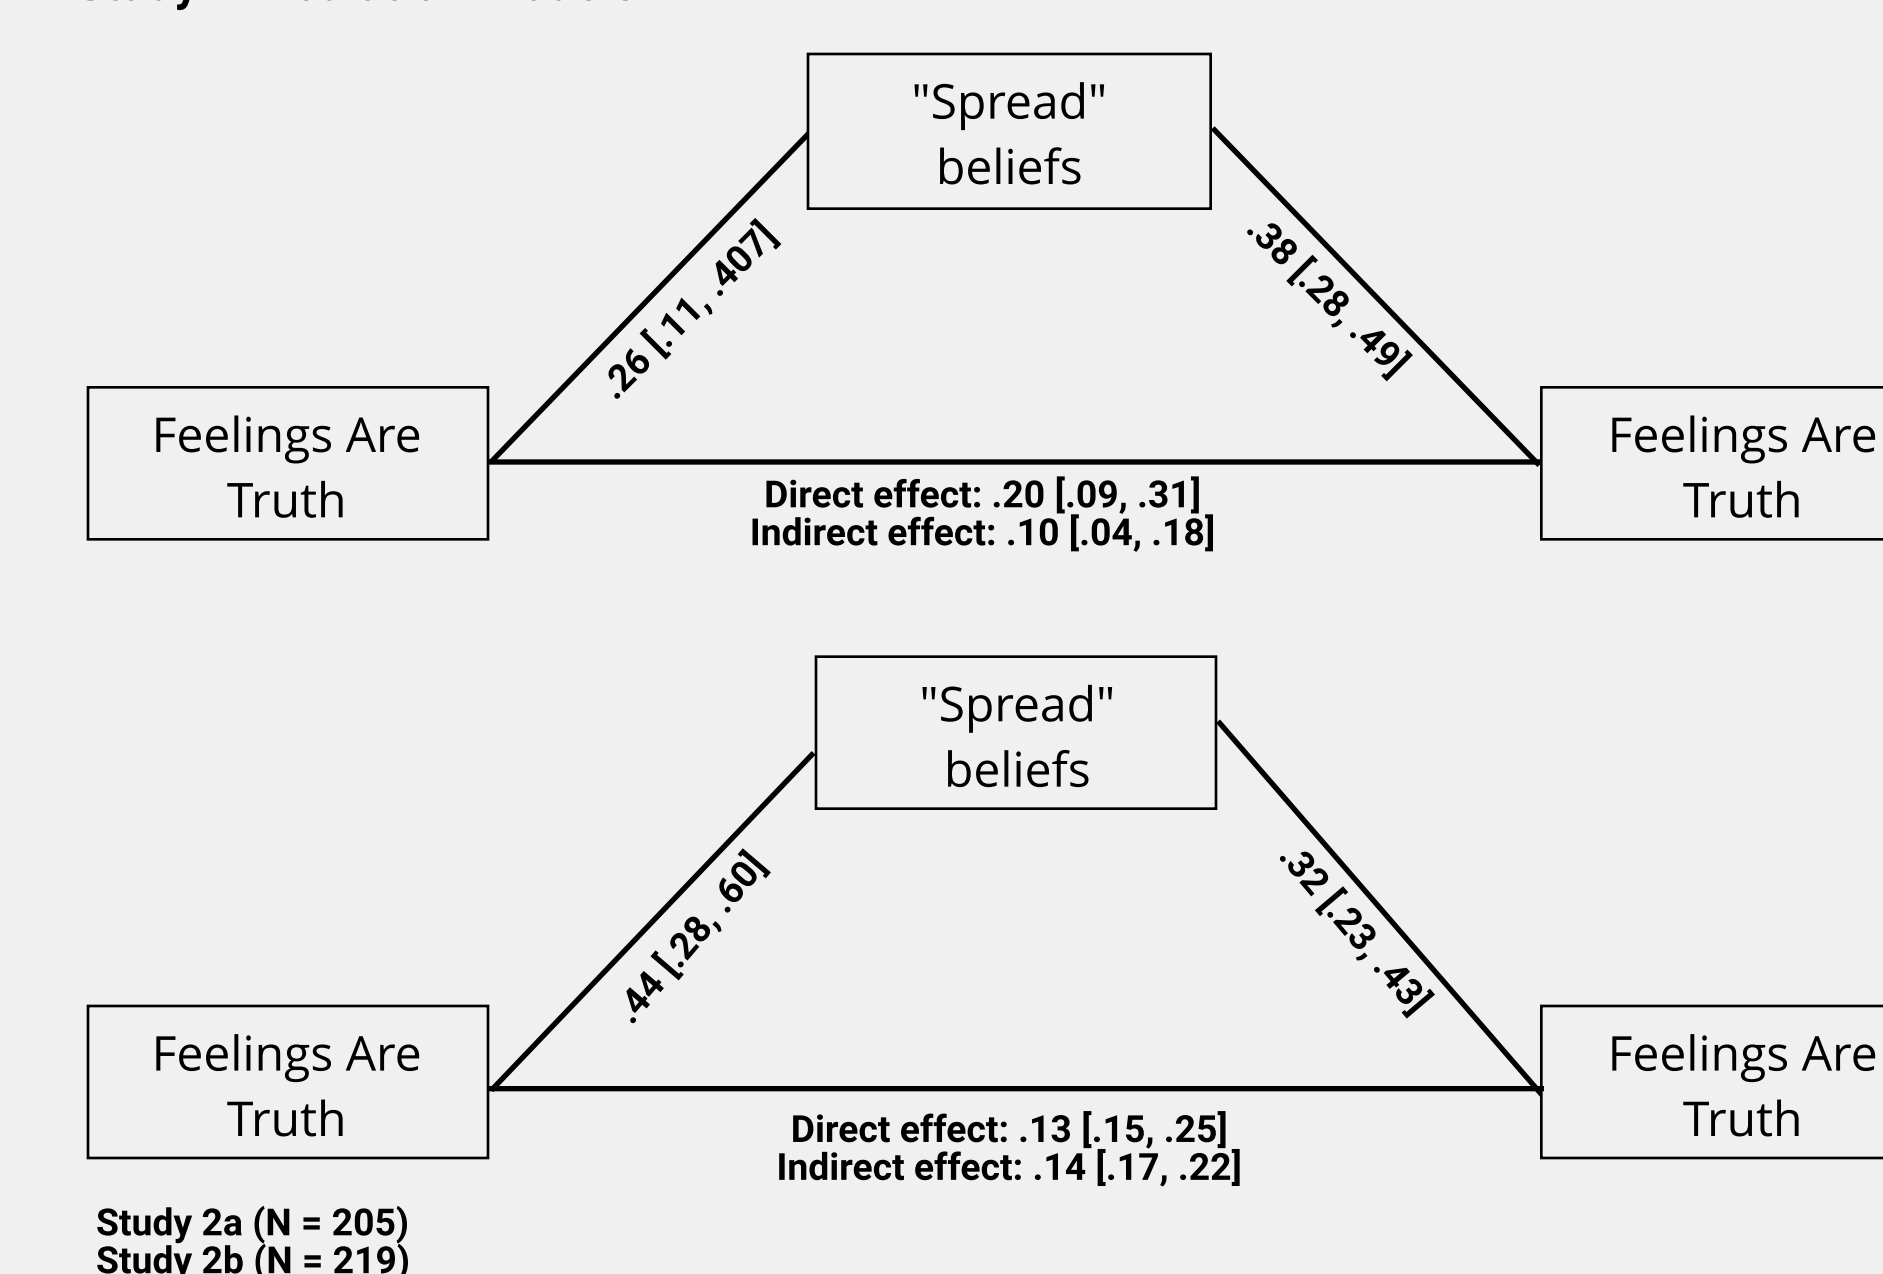 "Spread"
beliefs
.26 [.11, .407]
.38 [.28, .49]
Feelings Are
Truth
Feelings Are
Truth
Direct effect: .20 [.09, .31]
Indirect effect: .10 [.04, .18]
"Spread"
beliefs
.44 [.28, .60]
.32 [.23, .43]
Feelings Are
Truth
Feelings Are
Truth
Direct effect: .13 [.15, .25]
Indirect effect: .14 [.17, .22]
Study 2a (N = 205)
Study 2b (N = 219)